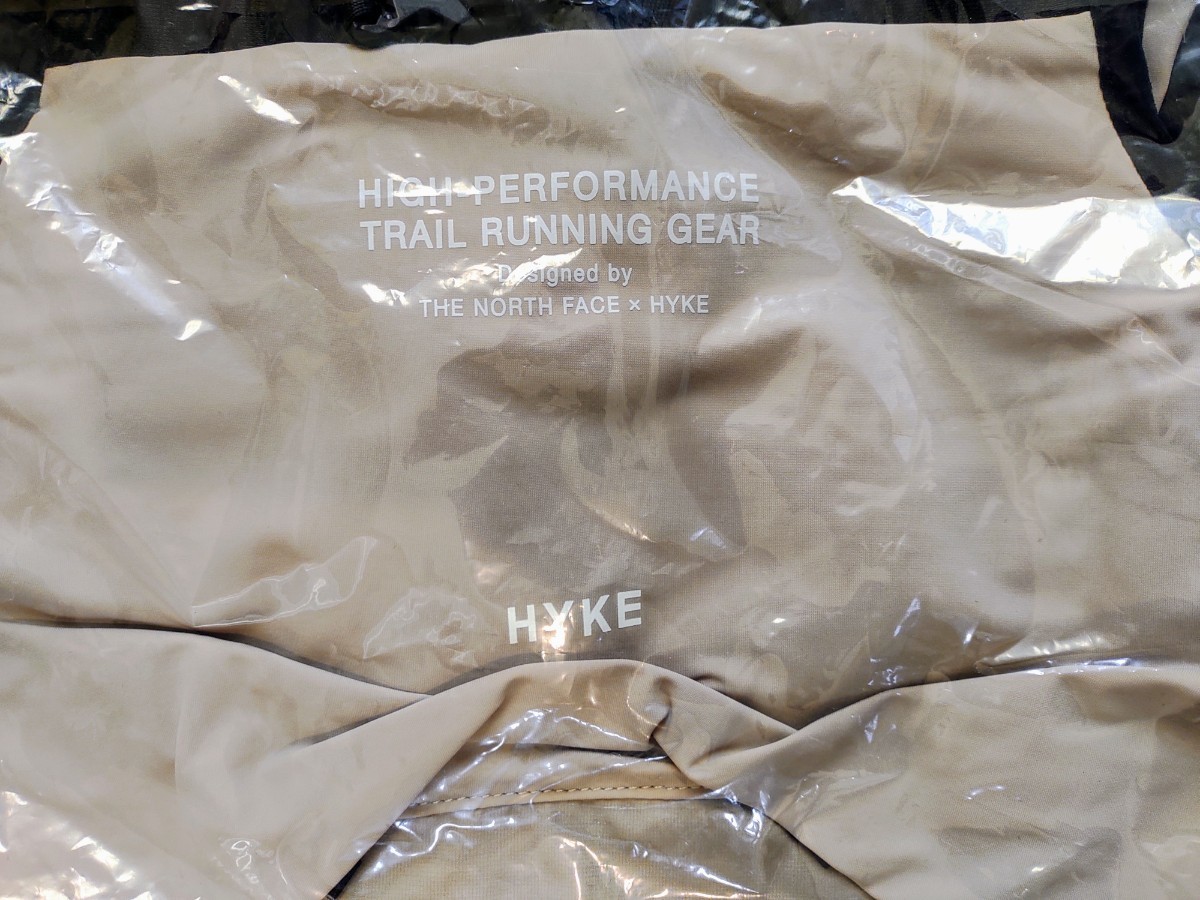 HIGH-PERFORMANCE
TRAIL RUNNING GEAR
Designed by
THE NORTH FACE × HYKE
HYKE